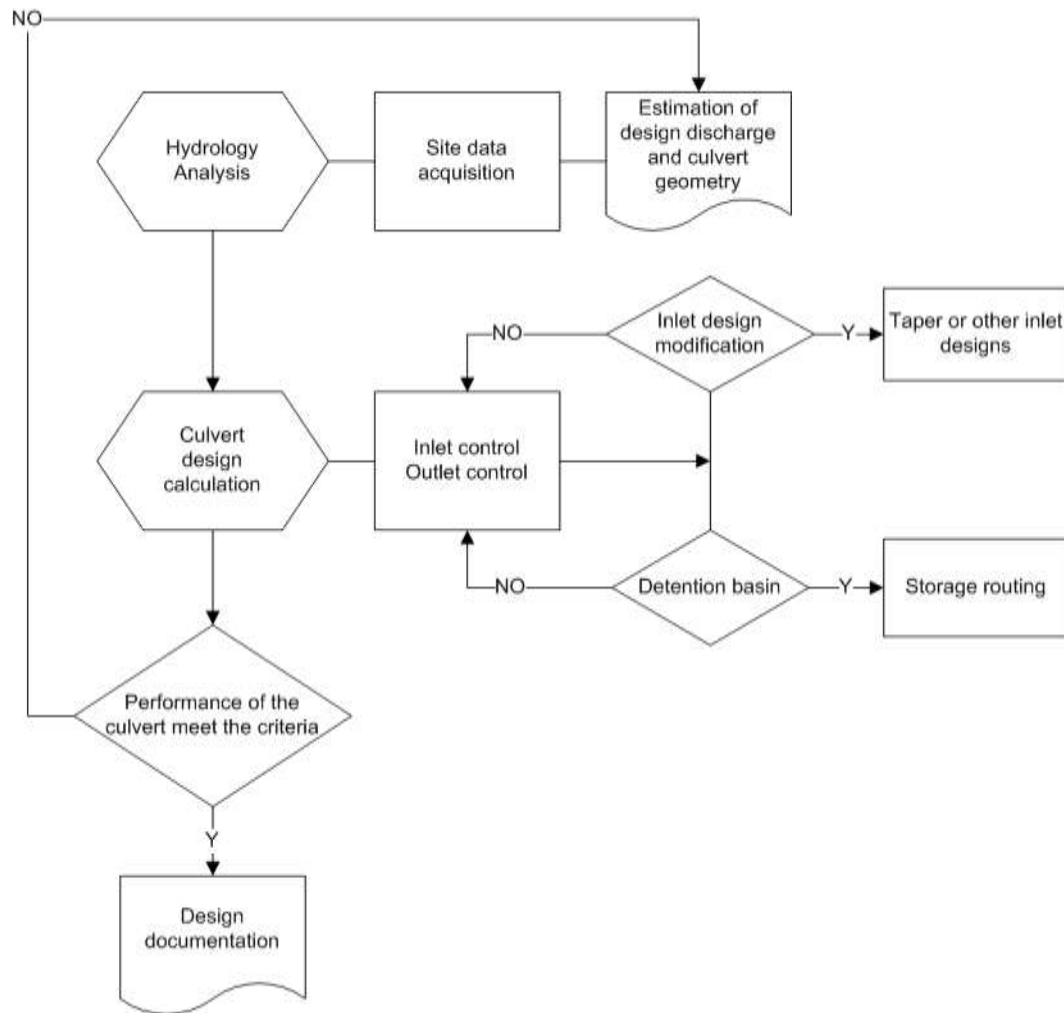 NO
Hydrology
Analysis
Site data
acquisition
Estimation of
design discharge
and culvert
geometry
NO
Inlet design
modification
Y
Taper or other inlet
designs
Culvert
design
calculation
Inlet control
Outlet control
NO
Detention basin
Y
Storage routing
Performance of the
culvert meet the criteria
Y
Design
documentation